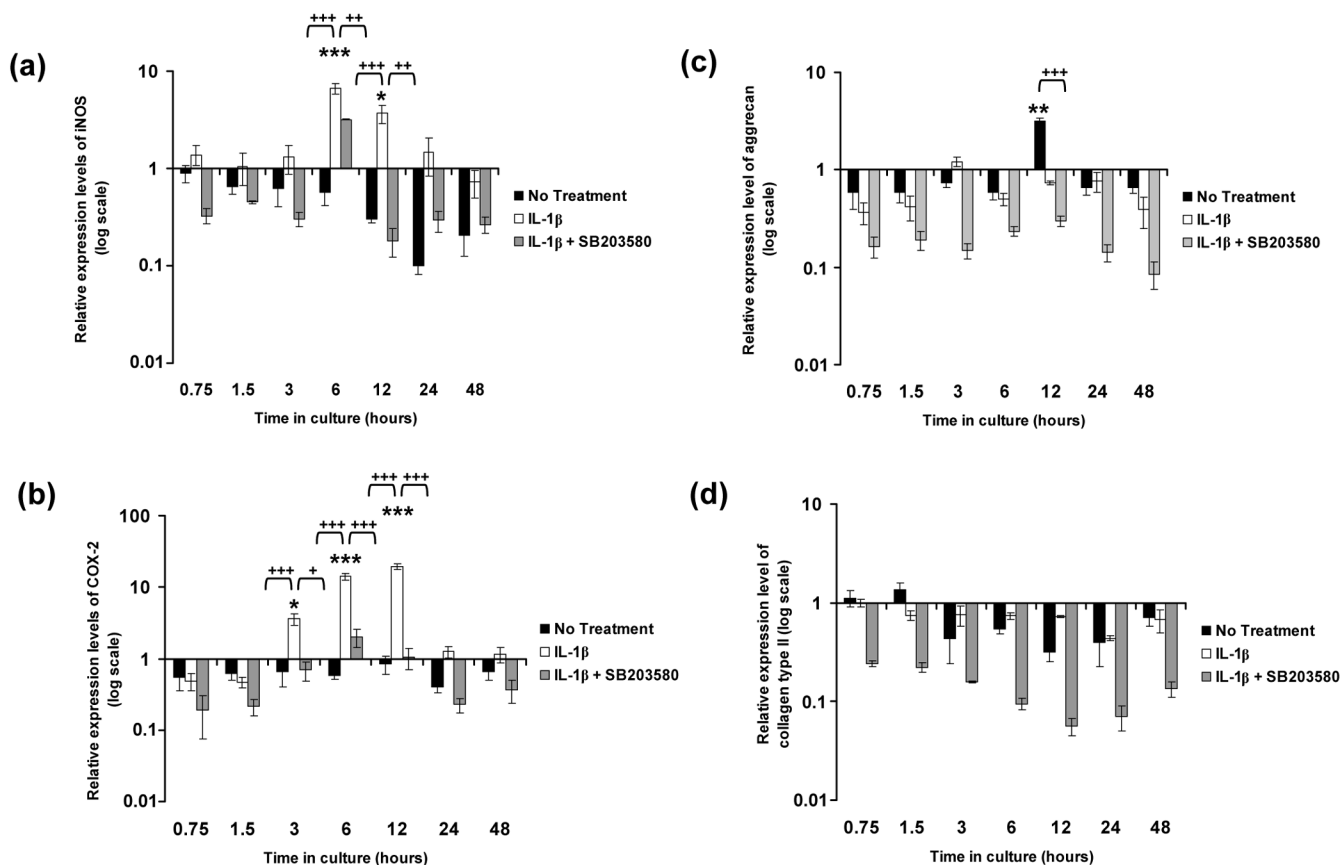 (a)
+++ ++
***
+++ ++
*
Relative expression levels of iNOS
(log scale)
10
1
0.1
0.01
0.75 1.5 3 6 12 24 48
Time in culture (hours)
No Treatment
IL-1β
IL-1β + SB203580
(c)
+++
**
Relative expression level of aggrecan
(log scale)
10
1
0.1
0.01
0.75 1.5 3 6 12 24 48
Time in culture (hours)
No Treatment
IL-1β
IL-1β + SB203580
(b)
+++ +++
***
+++ +++
***
+++ +
*
Relative expression levels of COX-2
(log scale)
100
10
1
0.1
0.01
0.75 1.5 3 6 12 24 48
Time in culture (hours)
No Treatment
IL-1β
IL-1β + SB203580
(d)
Relative expression level of
collagen type II (log scale)
10
1
0.1
0.01
0.75 1.5 3 6 12 24 48
Time in culture (hours)
No Treatment
IL-1β
IL-1β + SB203580